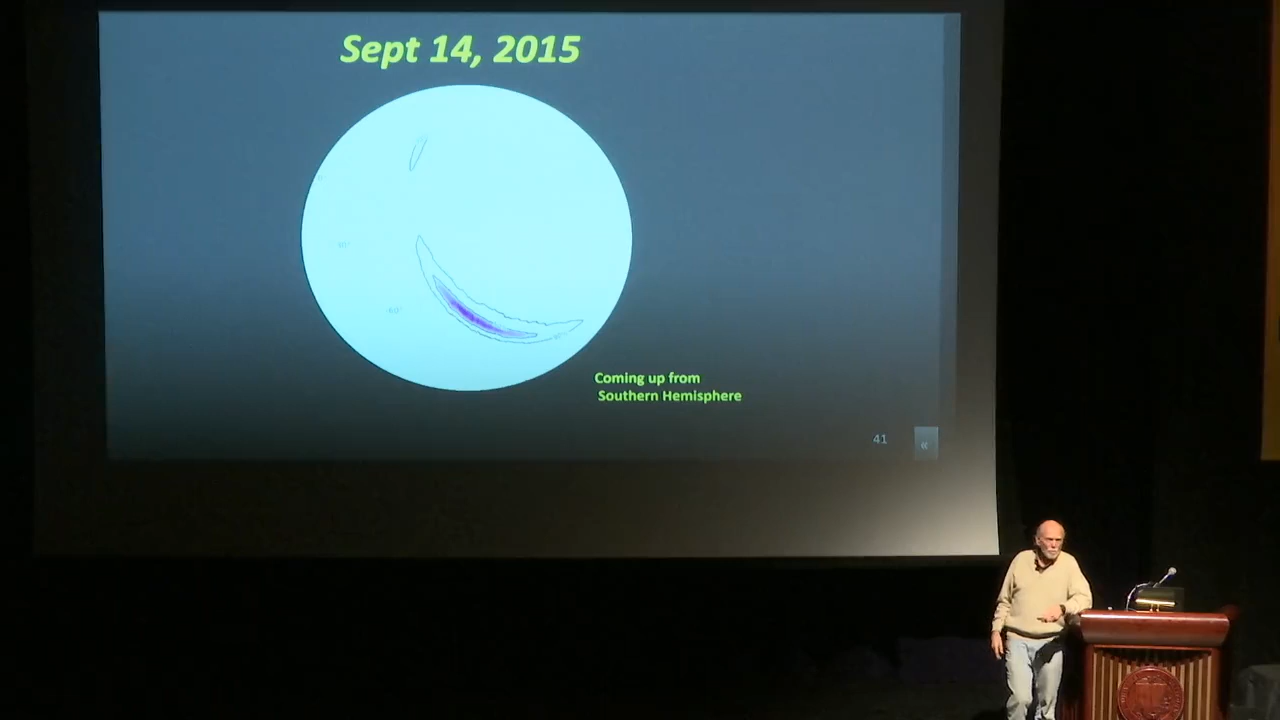 Sept 14, 2015
Coming up from
Southern Hemisphere
41
«